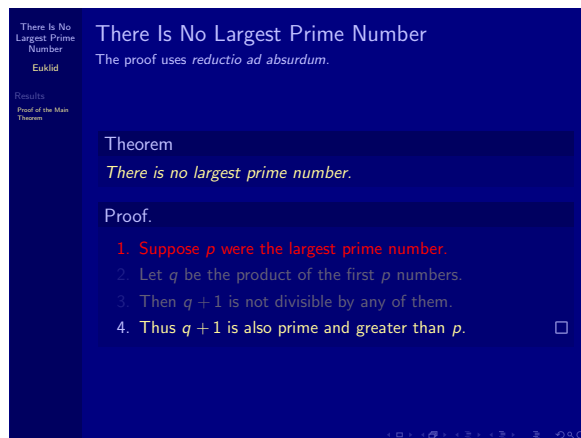 There Is No
Largest Prime
Number
Euklid
Results
Proof of the Main
Theorem
There Is No Largest Prime Number
The proof uses reductio ad absurdum.
Theorem
There is no largest prime number.
Proof.
1. Suppose p were the largest prime number.
2. Let q be the product of the first p numbers.
3. Then q + 1 is not divisible by any of them.
4. Thus q + 1 is also prime and greater than p. □